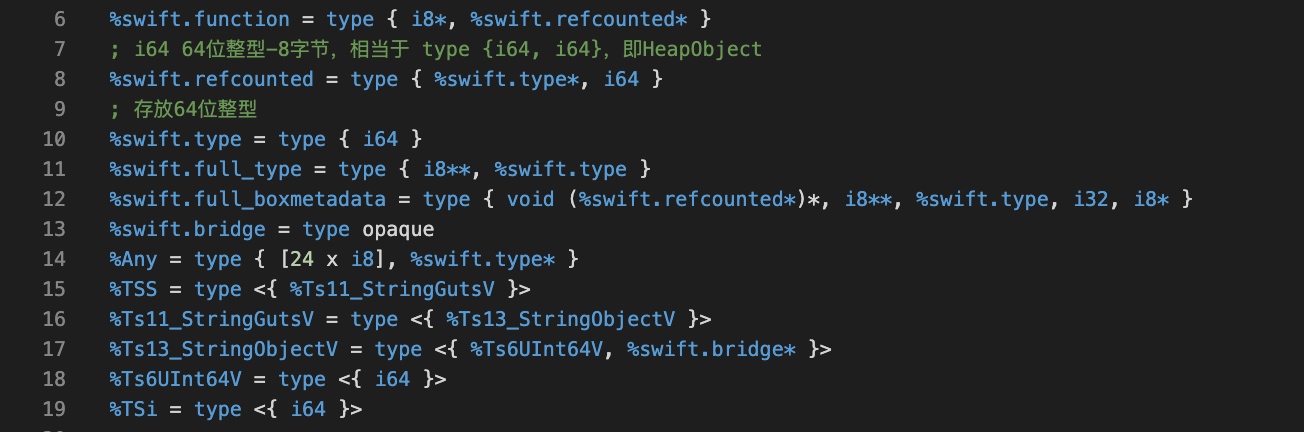 6 %swift.function = type { i8*, %swift.refcounted* }
7 ; i64 64位整型-8字节，相当于 type {i64, i64}，即HeapObject
8 %swift.refcounted = type { %swift.type*, i64 }
9 ; 存放64位整型
10 %swift.type = type { i64 }
11 %swift.full_type = type { i8**, %swift.type }
12 %swift.full_boxmetadata = type { void (%swift.refcounted*)*, i8**, %swift.type, i32, i8* }
13 %swift.bridge = type opaque
14 %Any = type { [24 x i8], %swift.type* }
15 %TSS = type <{ %Ts11_StringGutsV }>
16 %Ts11_StringGutsV = type <{ %Ts13_StringObjectV }>
17 %Ts13_StringObjectV = type <{ %Ts6UInt64V, %swift.bridge* }>
18 %Ts6UInt64V = type <{ i64 }>
19 %TSi = type <{ i64 }>